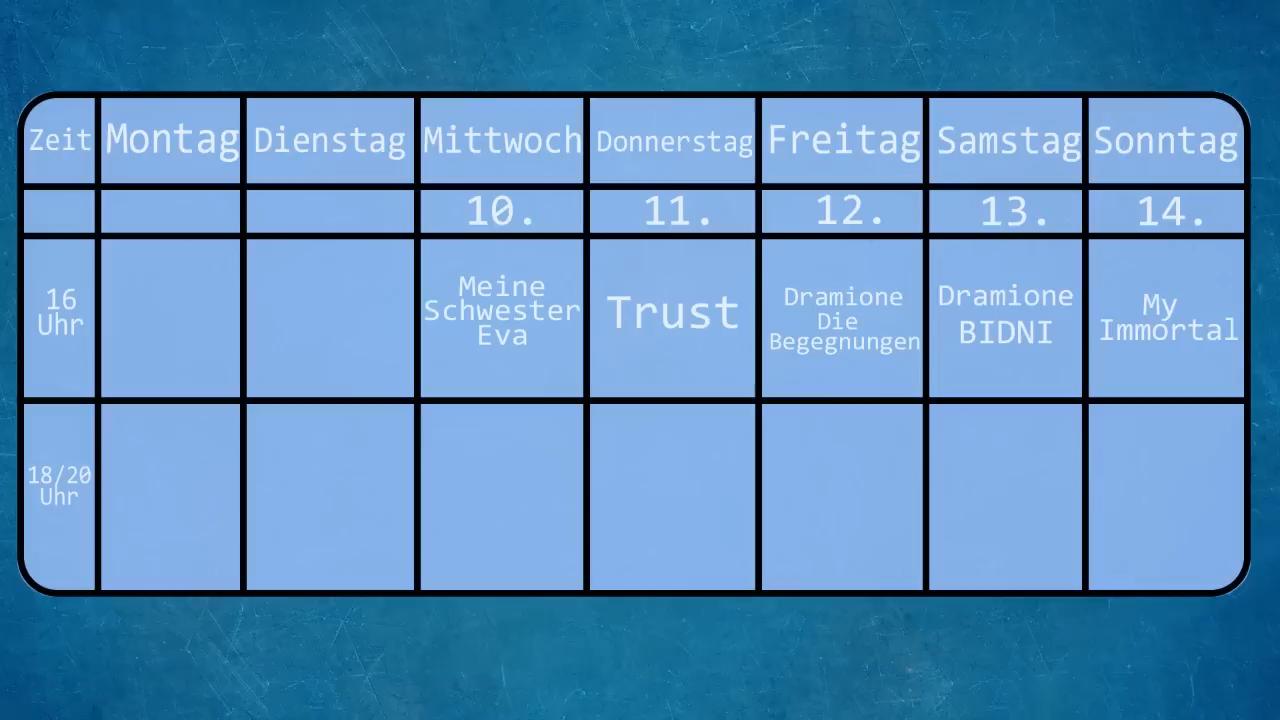 Zeit Montag Dienstag Mittwoch Donnerstag Freitag Samstag Sonntag
10. 11. 12. 13. 14.
16
Uhr
Meine
Schwester
Eva
Trust
Dramione
Die
Begegnungen
Dramione
BIDNI
My
Immortal
18/20
Uhr